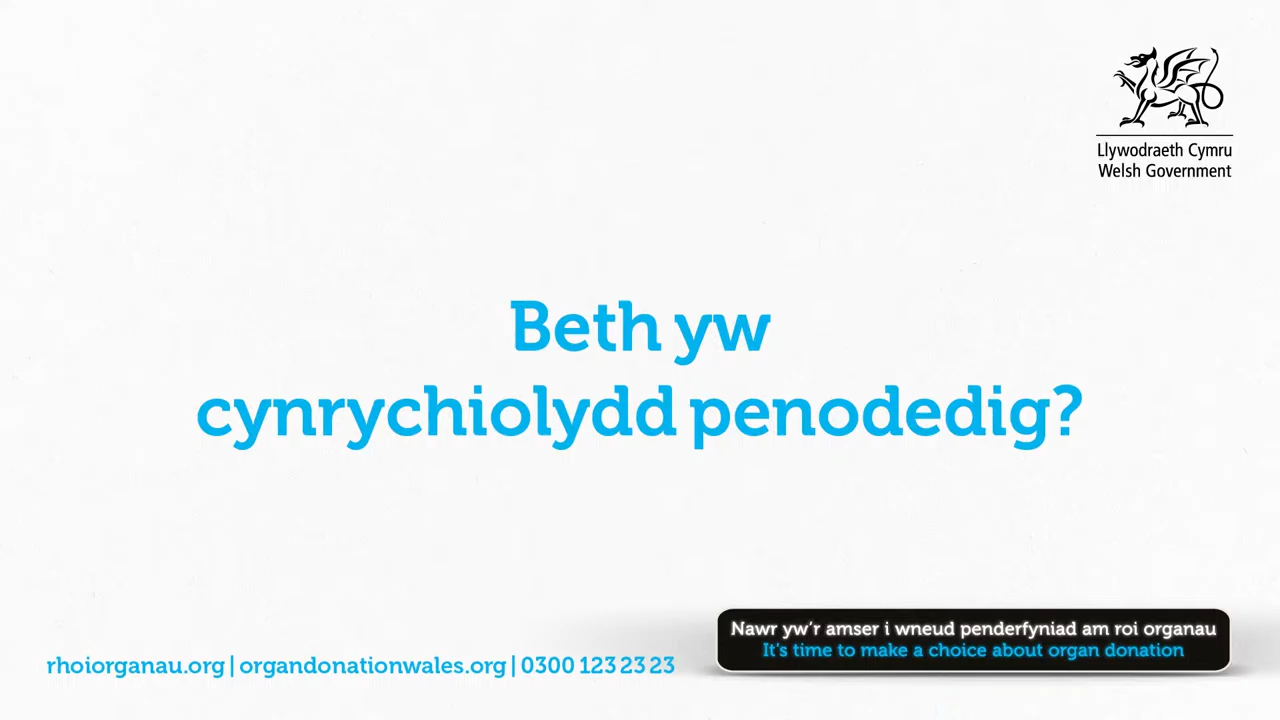 Llywodraeth Cymru
Welsh Government
Beth yw
cynrychiolydd penodedig?
Nawr yw'r amser i wneud penderfyniad am roi organau
It's time to make a choice about organ donation
rhoiorganau.org | organdonationwales.org | 0300 123 23 23